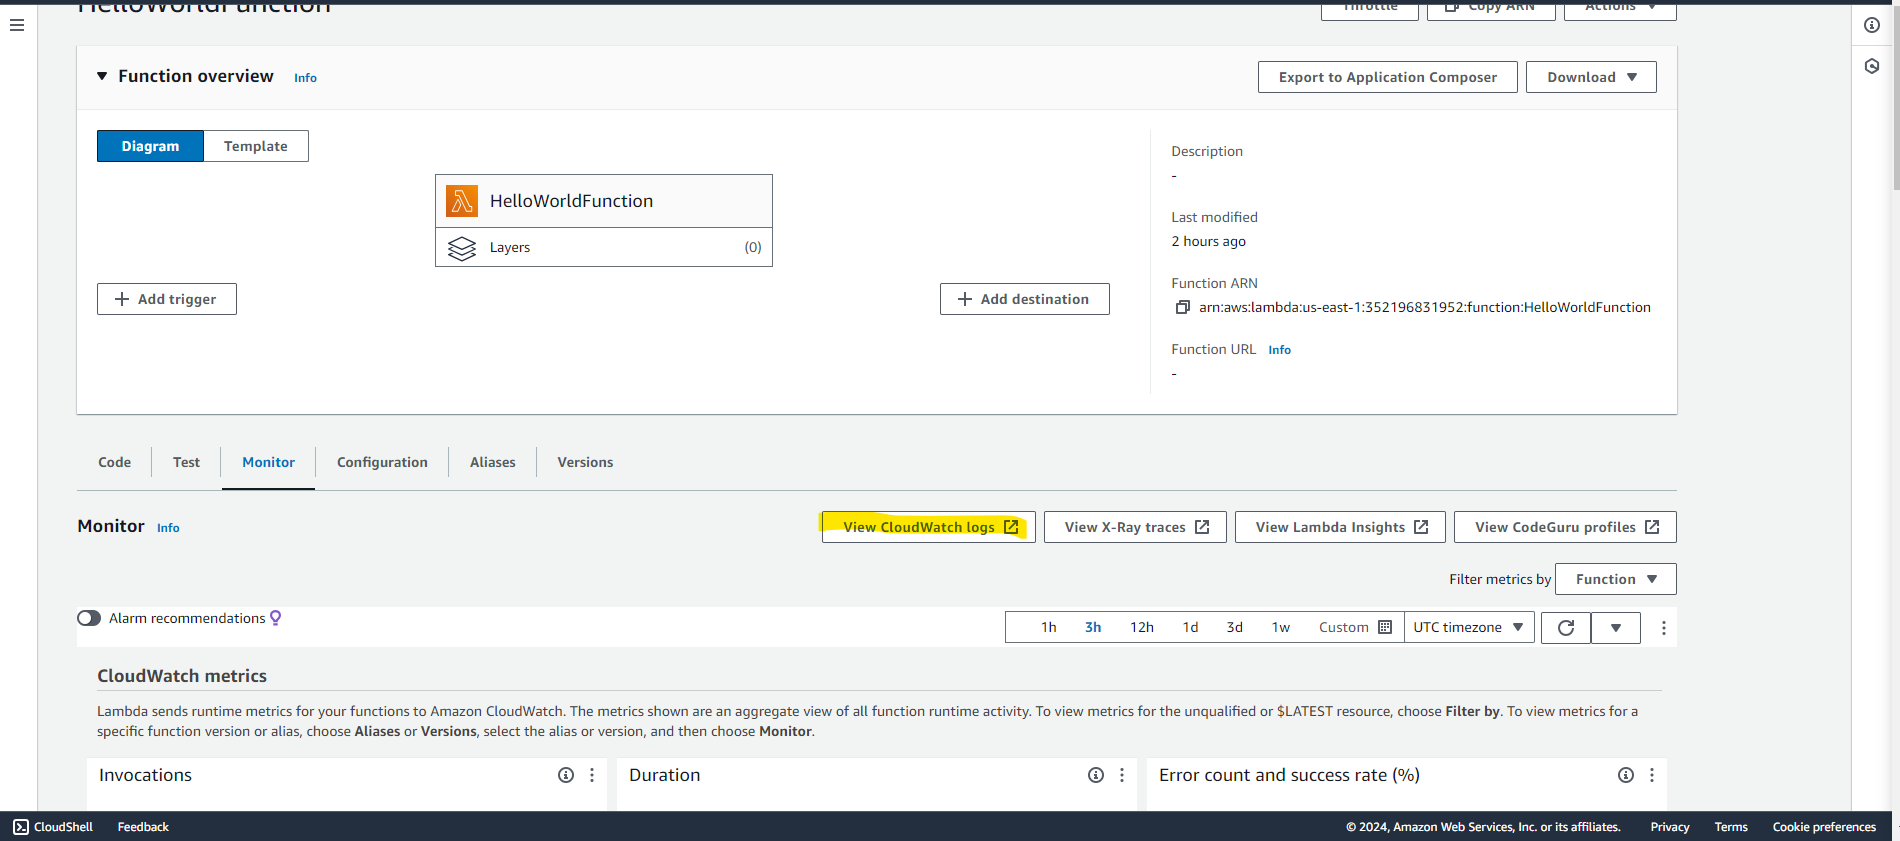 HelloWorldFunction
Throttle
Copy ARN
Actions
Function overview Info
Export to Application Composer
Download
Diagram
Template
HelloWorldFunction
Layers (0)
Add trigger
Add destination
Description
-
Last modified
2 hours ago
Function ARN
arn:aws:lambda:us-east-1:352196831952:function:HelloWorldFunction
Function URL Info
-
Code
Test
Monitor
Configuration
Aliases
Versions
Monitor Info
View CloudWatch logs
View X-Ray traces
View Lambda Insights
View CodeGuru profiles
Filter metrics by Function
Alarm recommendations
1h 3h 12h 1d 3d 1w Custom UTC timezone
CloudWatch metrics
Lambda sends runtime metrics for your functions to Amazon CloudWatch. The metrics shown are an aggregate view of all function runtime activity. To view metrics for the unqualified or $LATEST resource, choose Filter by. To view metrics for a
specific function version or alias, choose Aliases or Versions, select the alias or version, and then choose Monitor.
Invocations
Duration
Error count and success rate (%)
CloudShell
Feedback
© 2024, Amazon Web Services, Inc. or its affiliates.
Privacy
Terms
Cookie preferences